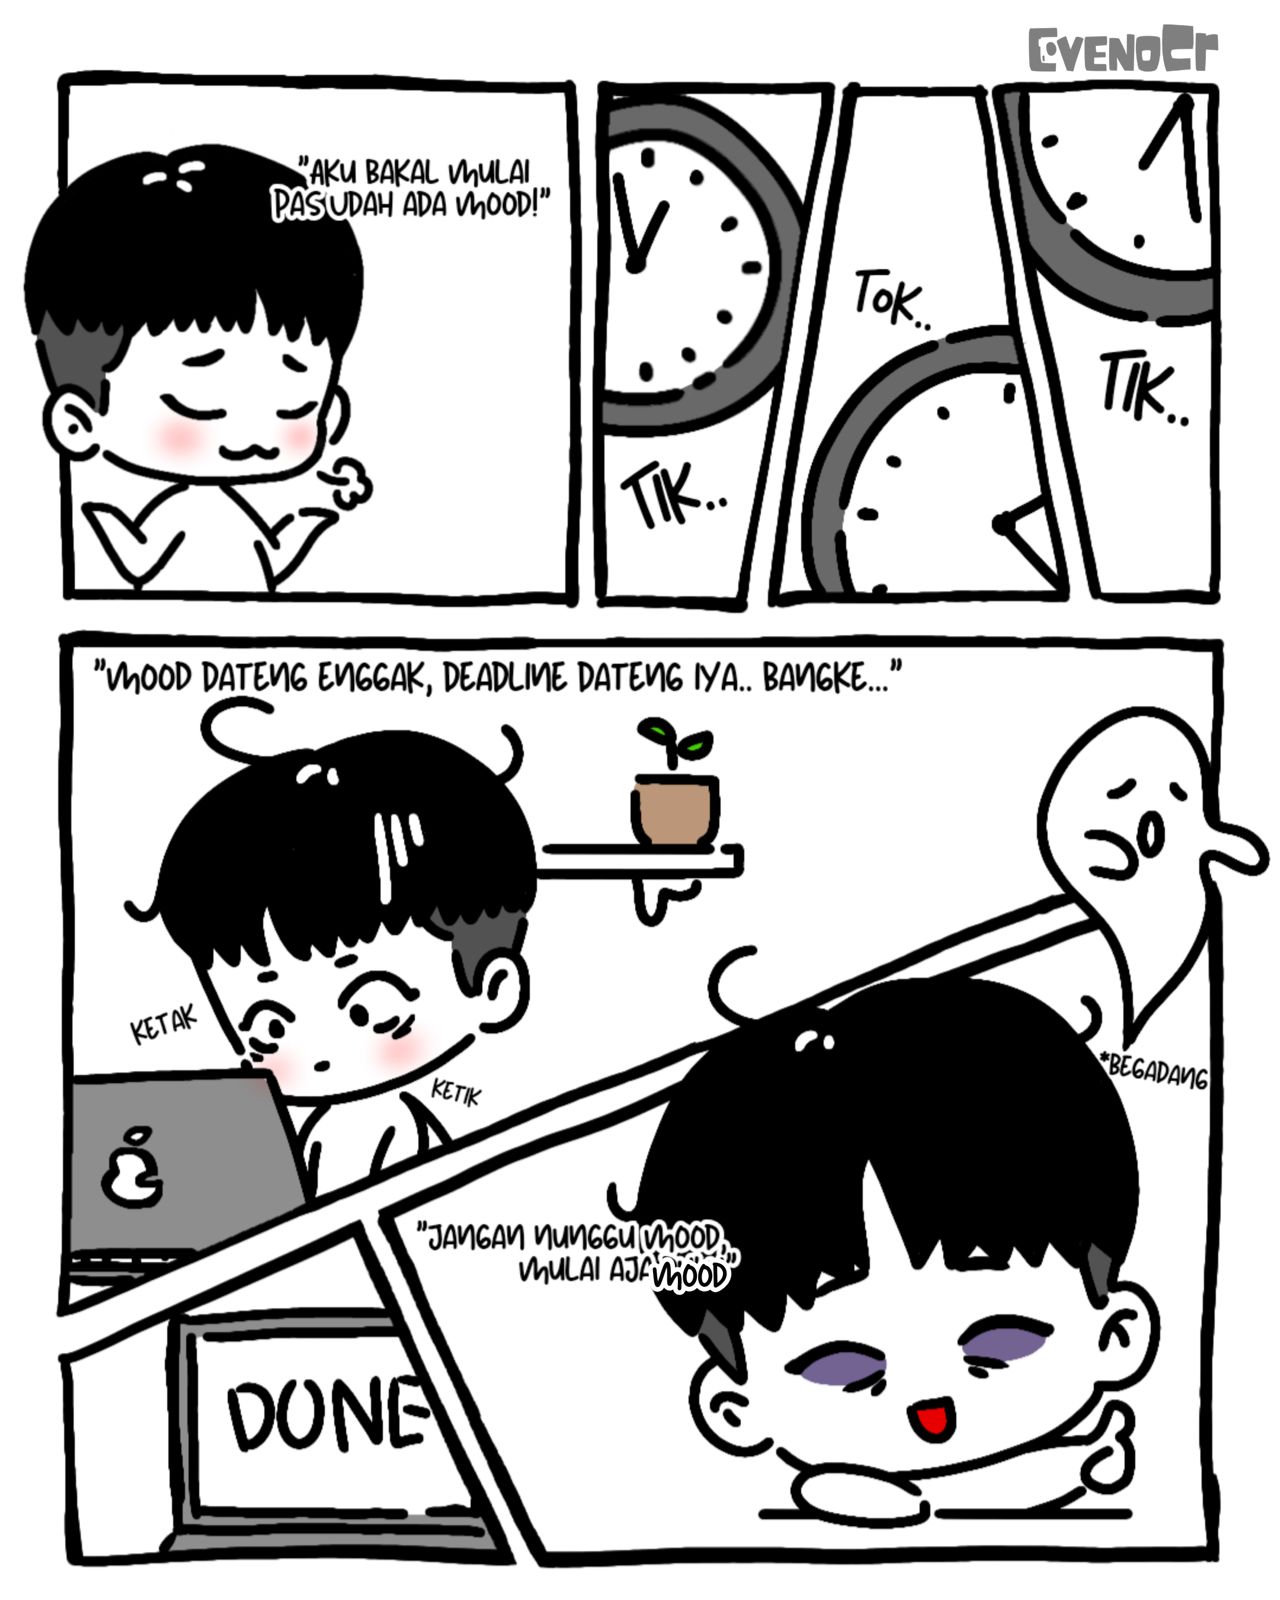 EVENOER
"AKU BAKAL MULAI
PAS UDAH ADA MOOD!"
TIK..
TOK..
TIK..
"MOOD DATENG ENGGAK, DEADLINE DATENG IYA.. BANGKE..."
KETAK
KETIK
*BEGADANG
"JANGAN NUNGGU MOOD,
MULAI AJA MOOD"
DONE